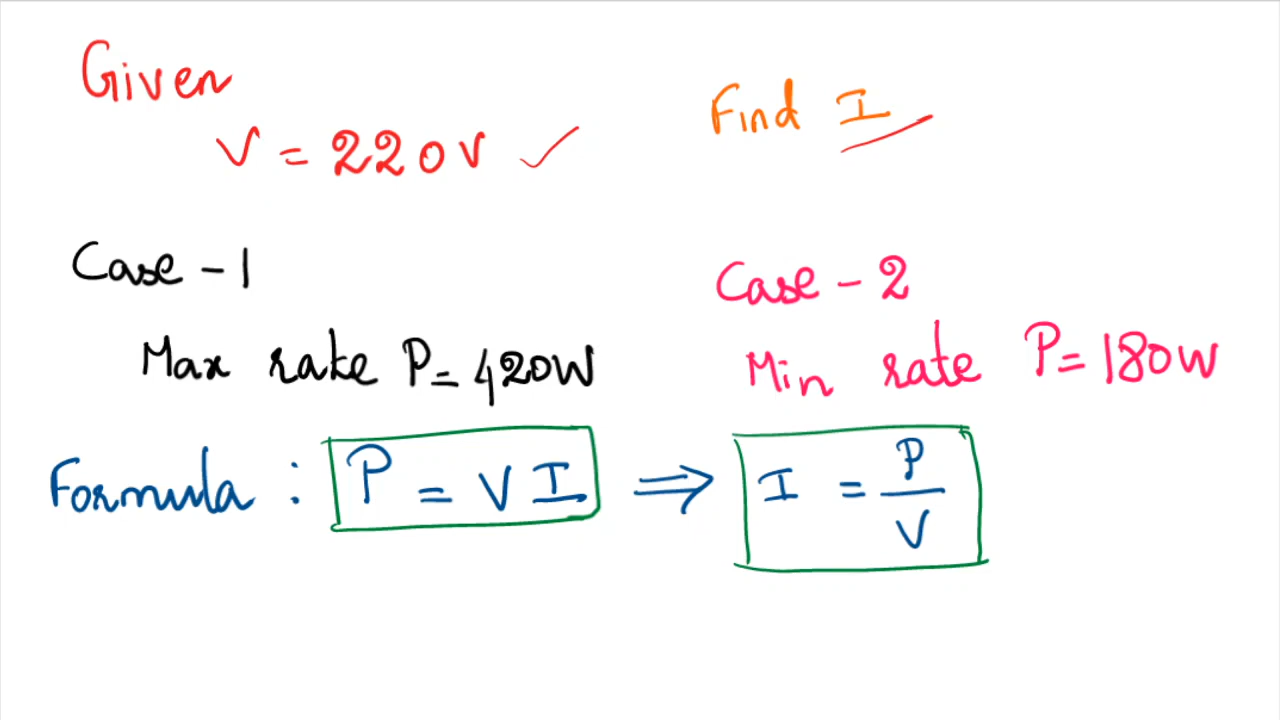 Given
V = 220V ✓
Find I
Case - 1
Max rate P = 420W
Case - 2
Min rate P = 180W
Formula : P = VI ⇒ I = P/V